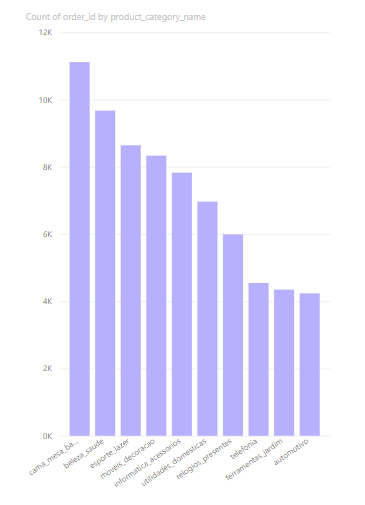 Count of order_id by product_category_name
12K
10K
8K
6K
4K
2K
0K
cama_mesa_ba...
beleza_saude
esporte_lazer
moveis_decoracao
informatica_acessorios
utilidades_domesticas
relogios_presentes
telefonia
ferramentas_jardim
automotivo